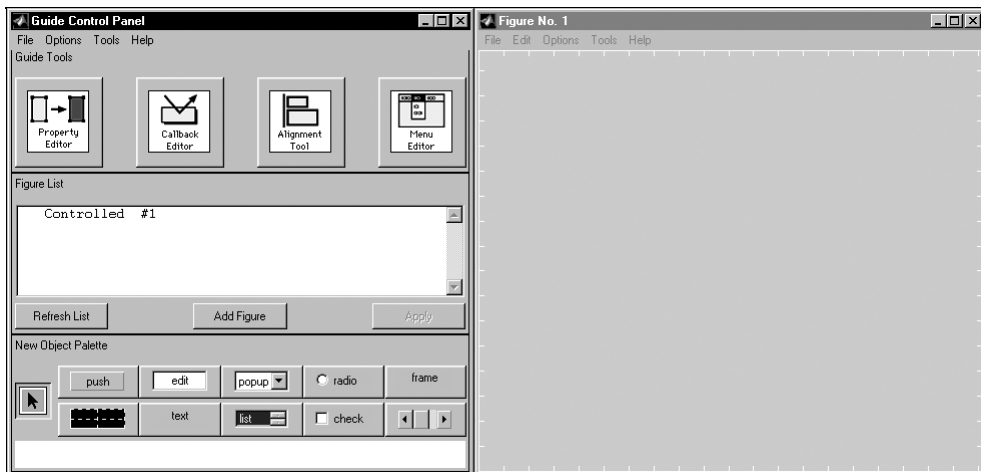 Guide Control Panel
File Options Tools Help
Guide Tools
Property
Editor
Callback
Editor
Alignment
Tool
Menu
Editor
Figure List
Controlled #1
Refresh List
Add Figure
Apply
New Object Palette
push
edit
popup
radio
frame
text
list
check
Figure No. 1
File Edit Options Tools Help